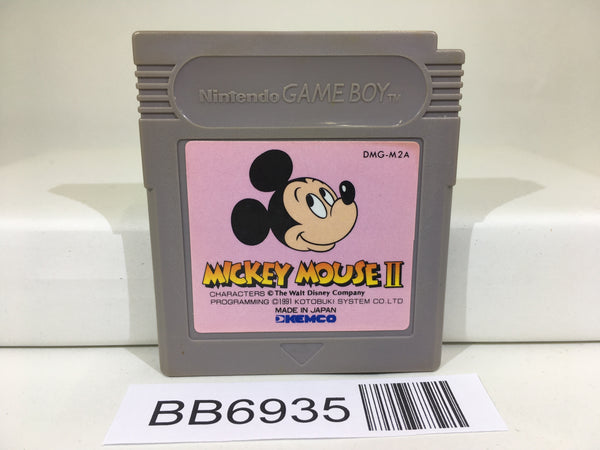 Nintendo GAME BOY TM
DMG-M2A
MICKEY MOUSE II
CHARACTERS © The Walt Disney Company
PROGRAMMING ©1991 KOTOBUKI SYSTEM CO.LTD
MADE IN JAPAN
KEMCO
BB6935